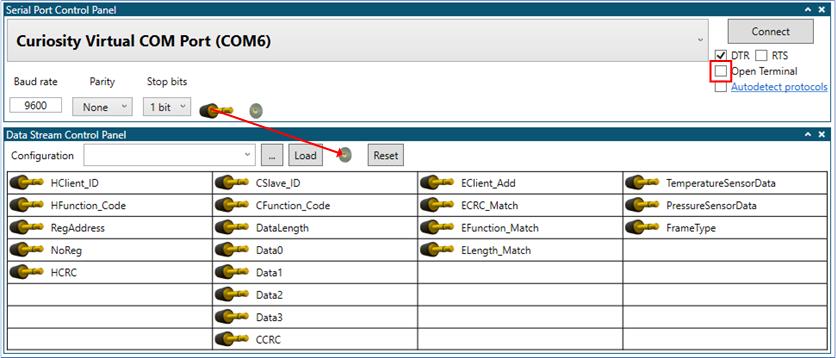 Serial Port Control Panel
Curiosity Virtual COM Port (COM6)
Connect
DTR RTS
Open Terminal
Autodetect protocols
Baud rate Parity Stop bits
9600 None 1 bit
Data Stream Control Panel
Configuration ... Load Reset
HClient_ID CSlave_ID EClient_Add TemperatureSensorData
HFunction_Code CFunction_Code ECRC_Match PressureSensorData
RegAddress DataLength EFunction_Match FrameType
NoReg Data0 ELength_Match
HCRC Data1
Data2
Data3
CCRC